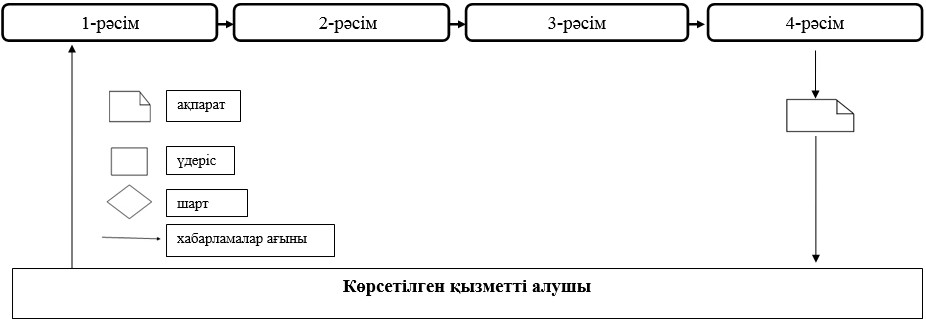 1-рәсім
2-рәсім
3-рәсім
4-рәсім
ақпарат
үдеріс
шарт
хабарламалар ағыны
Көрсетілген қызметті алушы